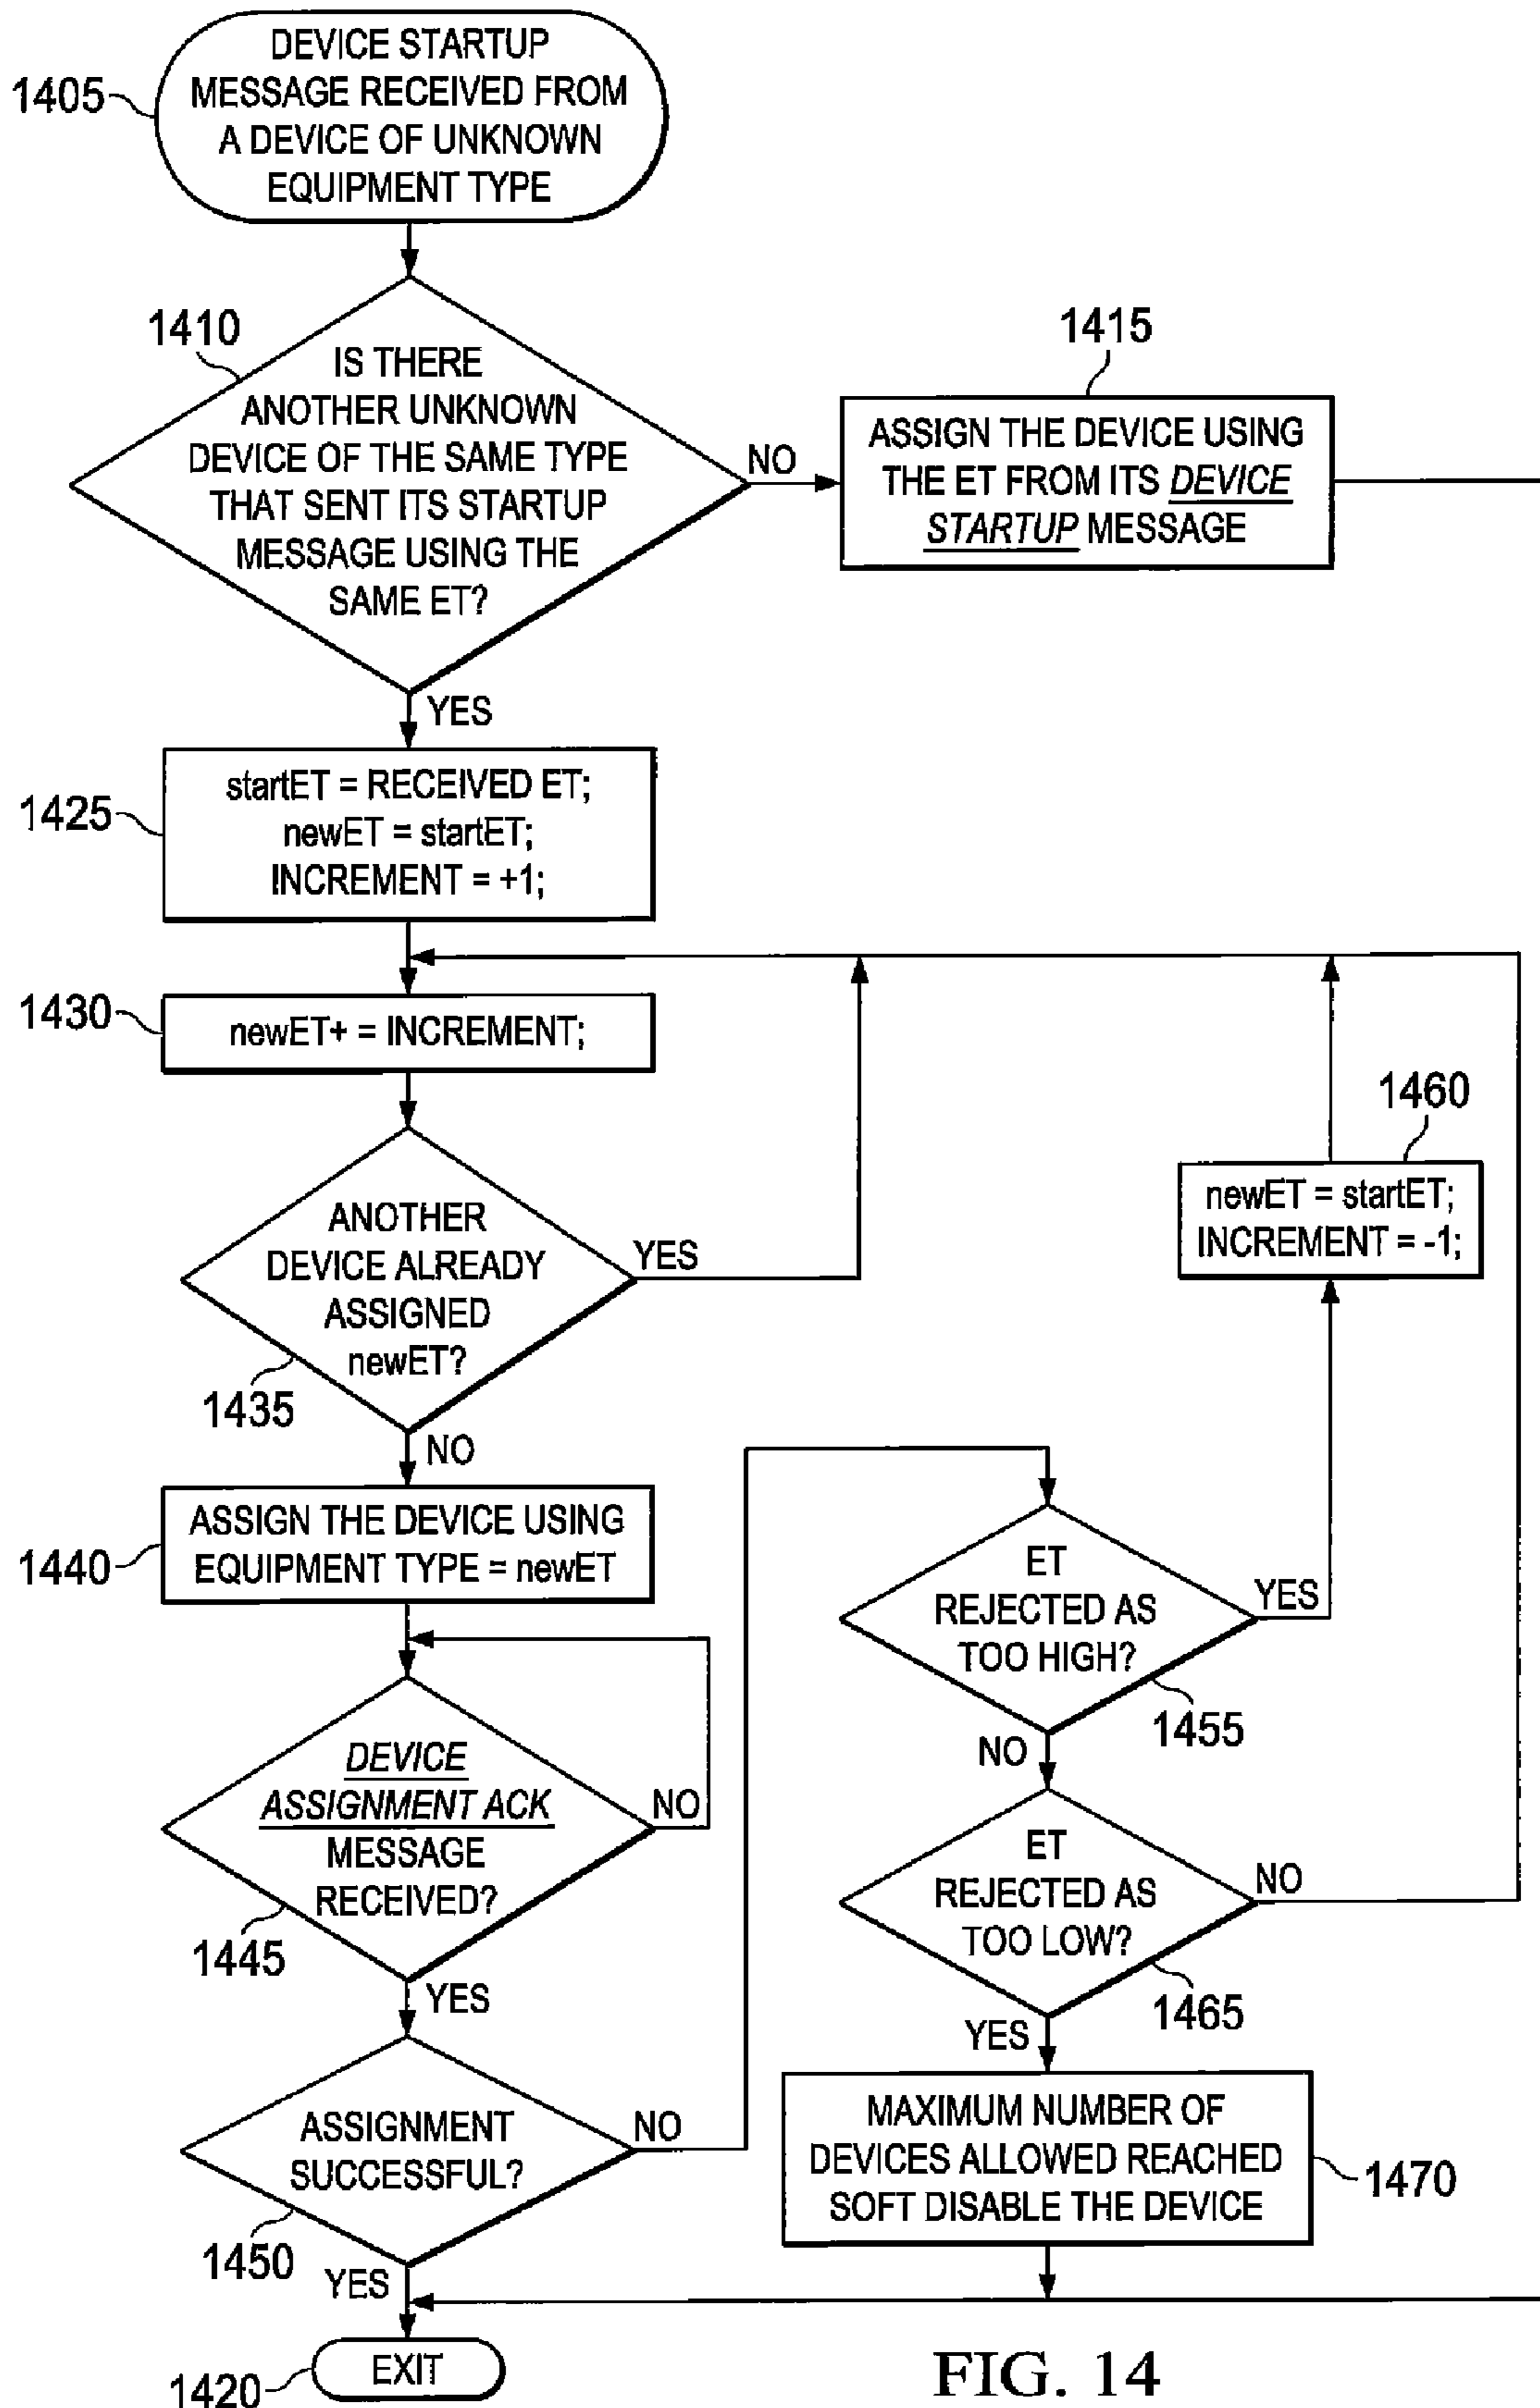 DEVICE STARTUP
MESSAGE RECEIVED FROM
A DEVICE OF UNKNOWN
EQUIPMENT TYPE
1405
1410
IS THERE
ANOTHER UNKNOWN
DEVICE OF THE SAME TYPE
THAT SENT ITS STARTUP
MESSAGE USING THE
SAME ET?
NO
YES
1415
ASSIGN THE DEVICE USING
THE ET FROM ITS DEVICE
STARTUP MESSAGE
1425
startET = RECEIVED ET;
newET = startET;
INCREMENT = +1;
1430
newET+ = INCREMENT;
ANOTHER
DEVICE ALREADY
ASSIGNED
newET?
YES
1435
NO
1460
newET = startET;
INCREMENT = -1;
1440
ASSIGN THE DEVICE USING
EQUIPMENT TYPE = newET
DEVICE
ASSIGNMENT ACK
MESSAGE
RECEIVED?
NO
1445
YES
ASSIGNMENT
SUCCESSFUL?
NO
1450
YES
ET
REJECTED AS
TOO HIGH?
YES
1455
NO
ET
REJECTED AS
TOO LOW?
NO
1465
YES
MAXIMUM NUMBER OF
DEVICES ALLOWED REACHED
SOFT DISABLE THE DEVICE
1470
1420
EXIT
FIG. 14